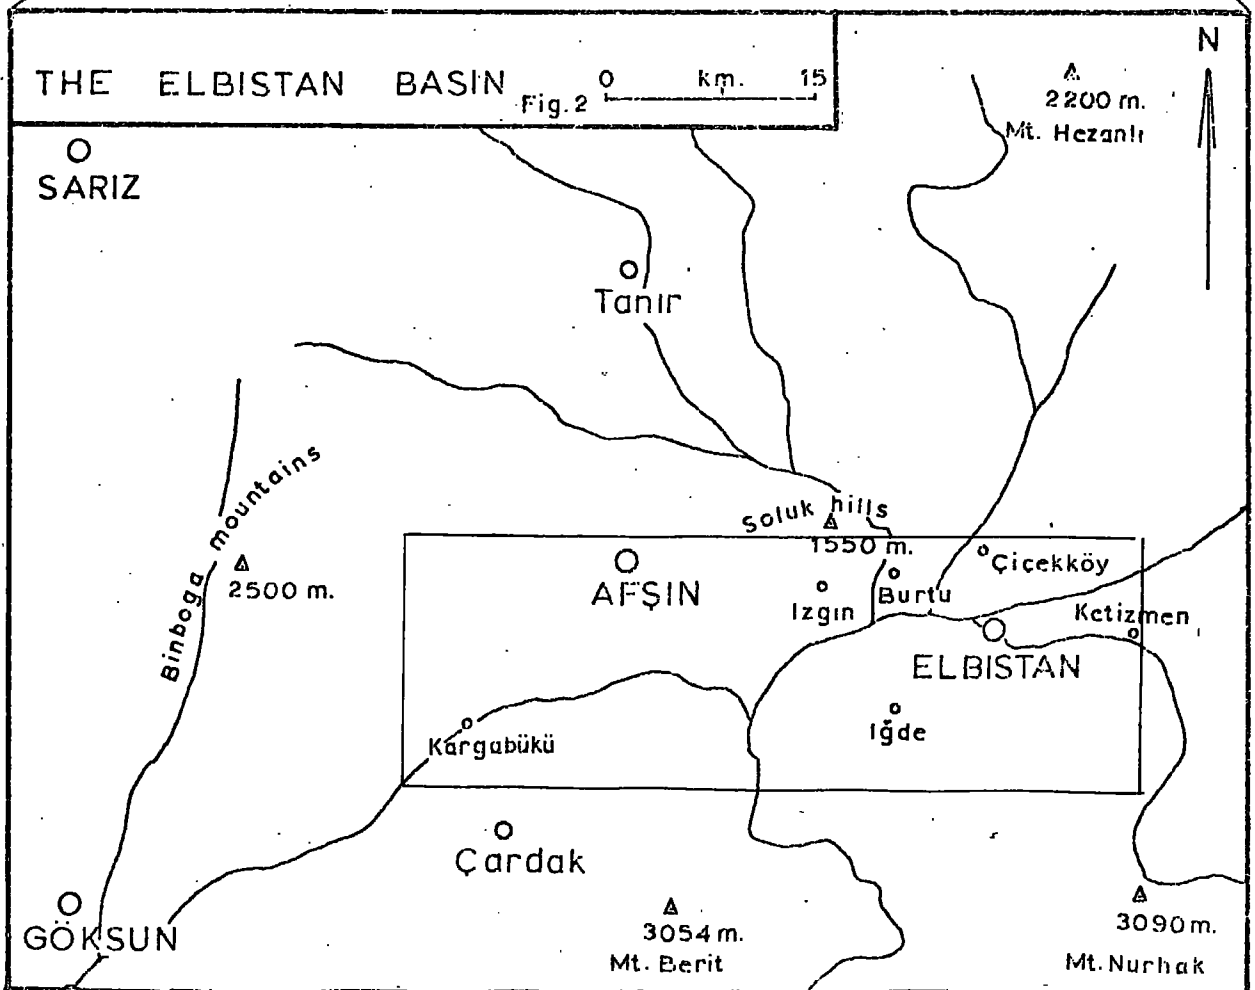 THE ELBISTAN BASIN
Fig.2
0 km. 15
N
2200 m.
Mt. Hezanlı
SARIZ
Tanır
Binboga mountains
2500 m.
Soluk hills
1550 m.
AFŞIN
Izgın
Burtu
Çiçekköy
Ketizmen
ELBISTAN
Kargabükü
Iğde
Çardak
GÖKSUN
3054 m.
Mt. Berit
3090 m.
Mt. Nurhak